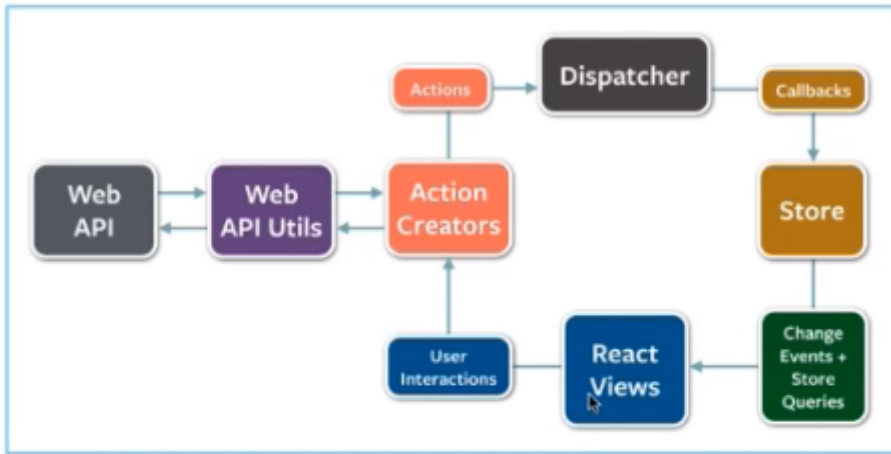 Actions
Dispatcher
Callbacks
Web
API
Web
API Utils
Action
Creators
Store
User
Interactions
React
Views
Change
Events +
Store
Queries